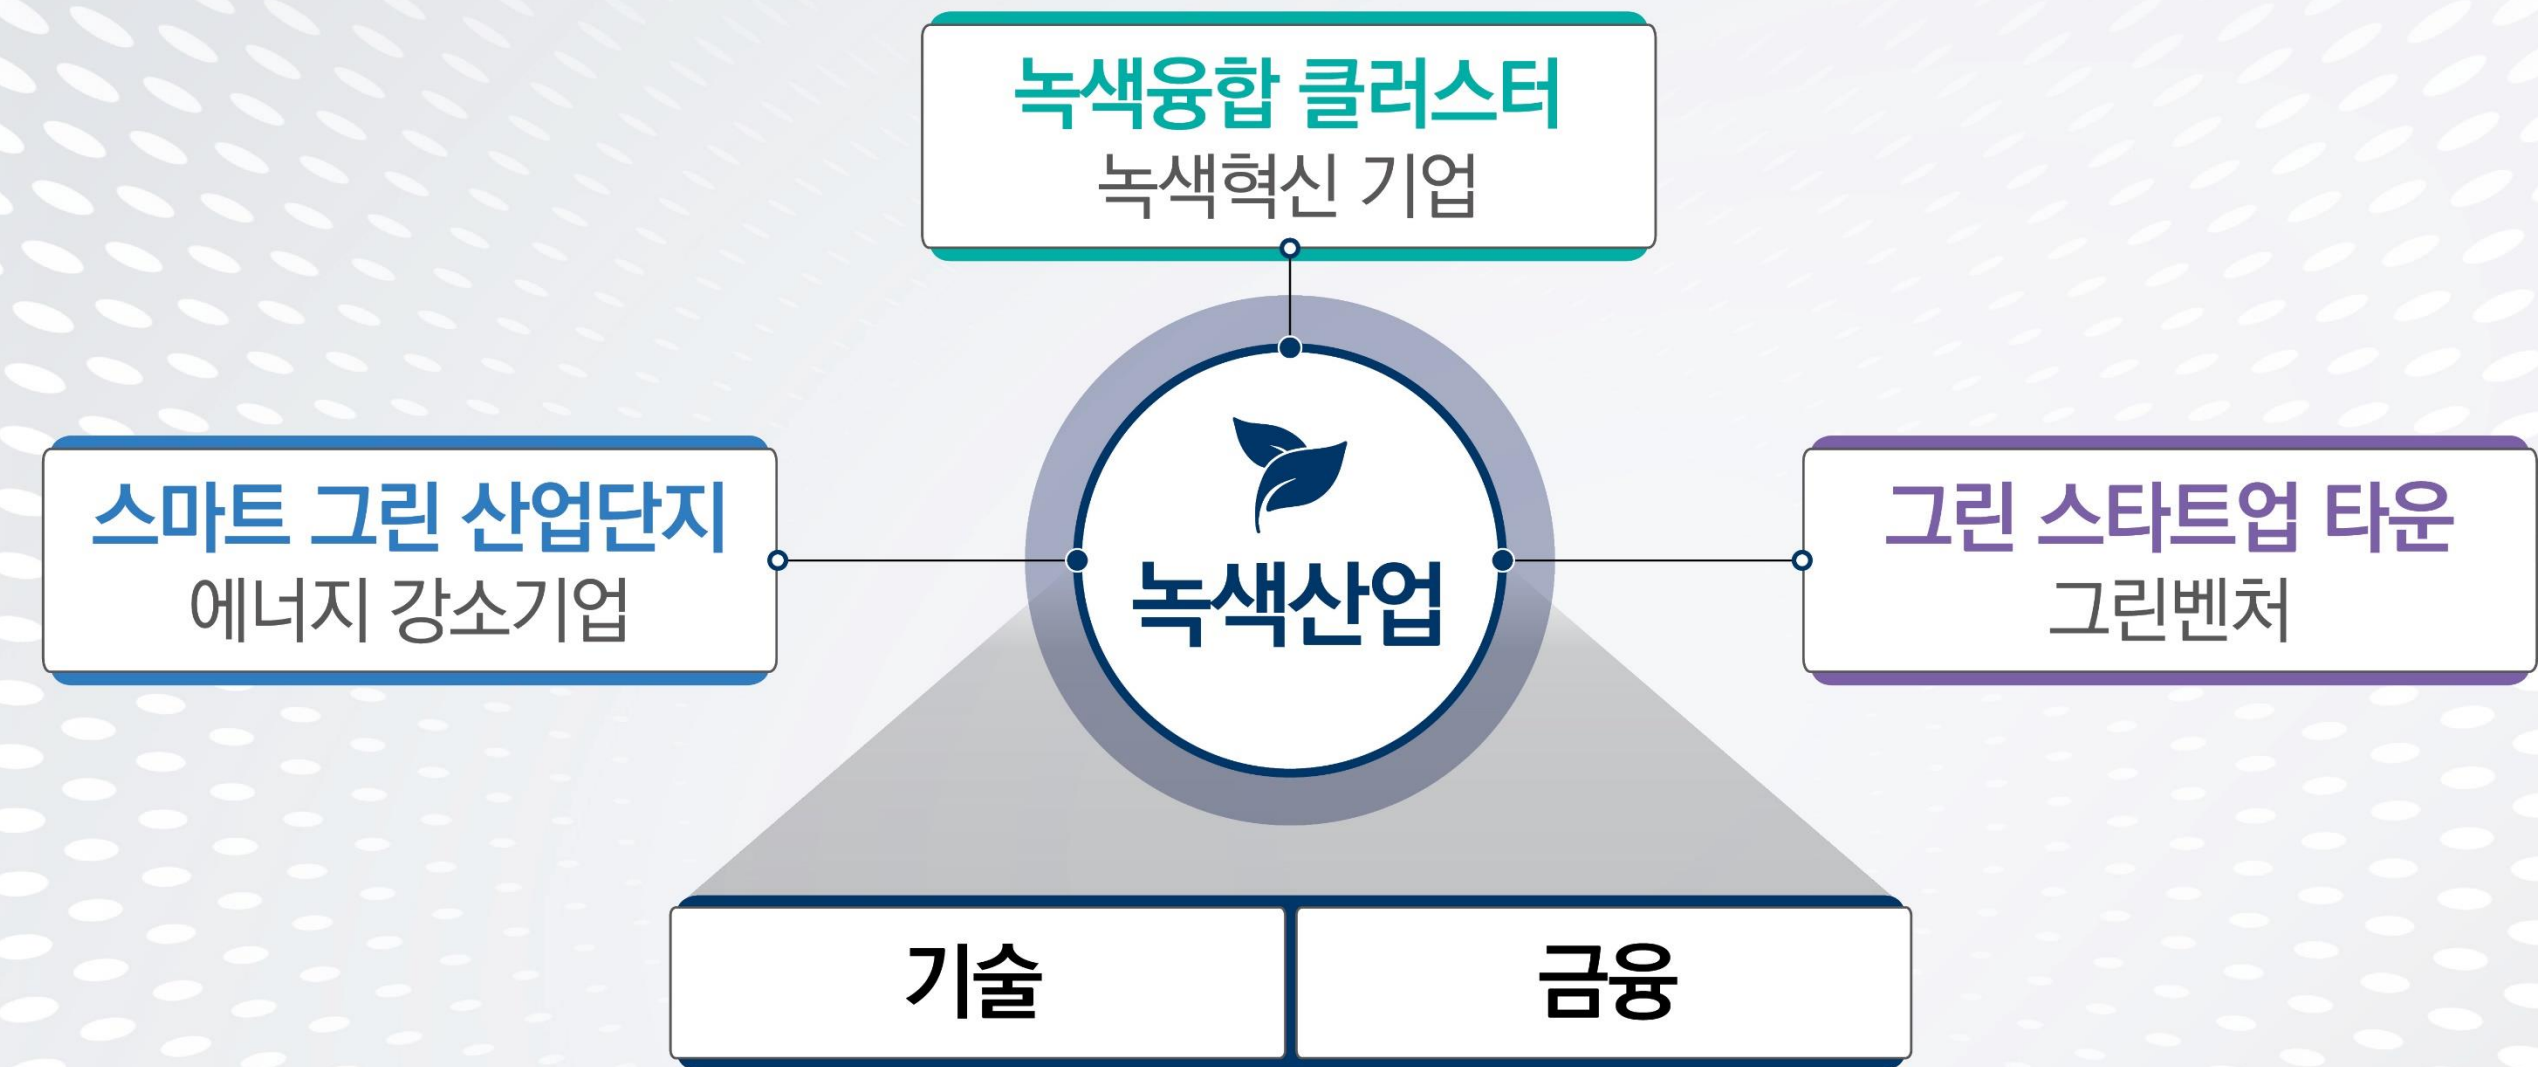 녹색융합 클러스터
녹색혁신 기업
스마트 그린 산업단지
에너지 강소기업
녹색산업
그린 스타트업 타운
그린벤처
기술
금융